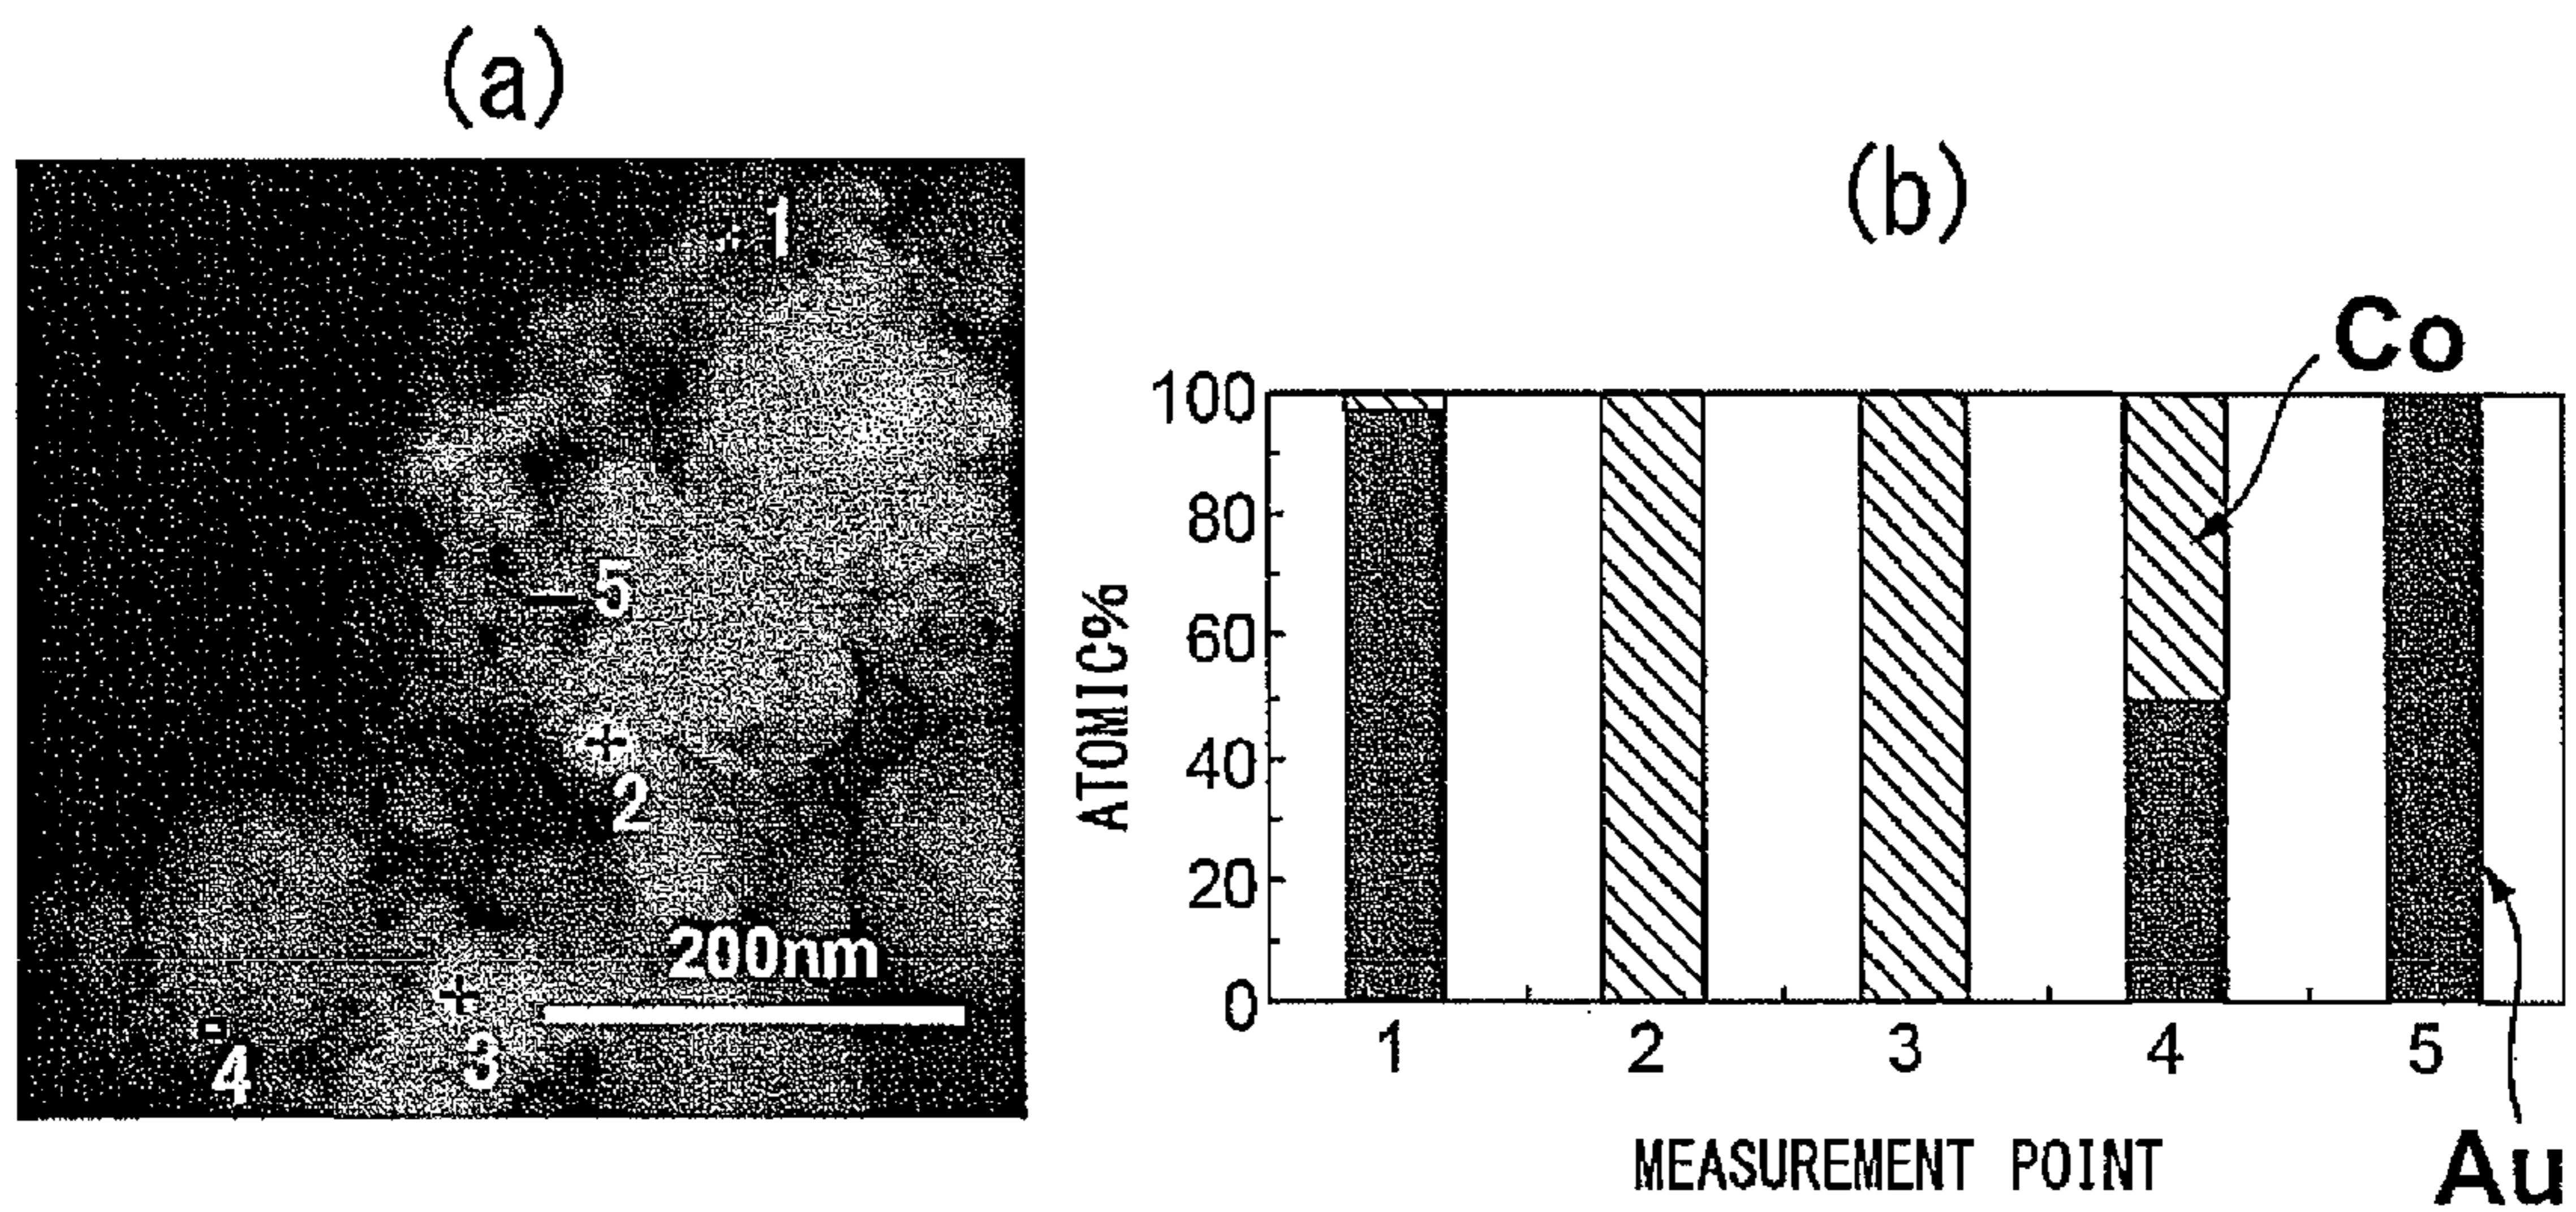 (a)
1
5
2
200nm
3
4
(b)
Co
100
80
60
40
20
0
ATOMIC%
1 2 3 4 5
MEASUREMENT POINT
Au